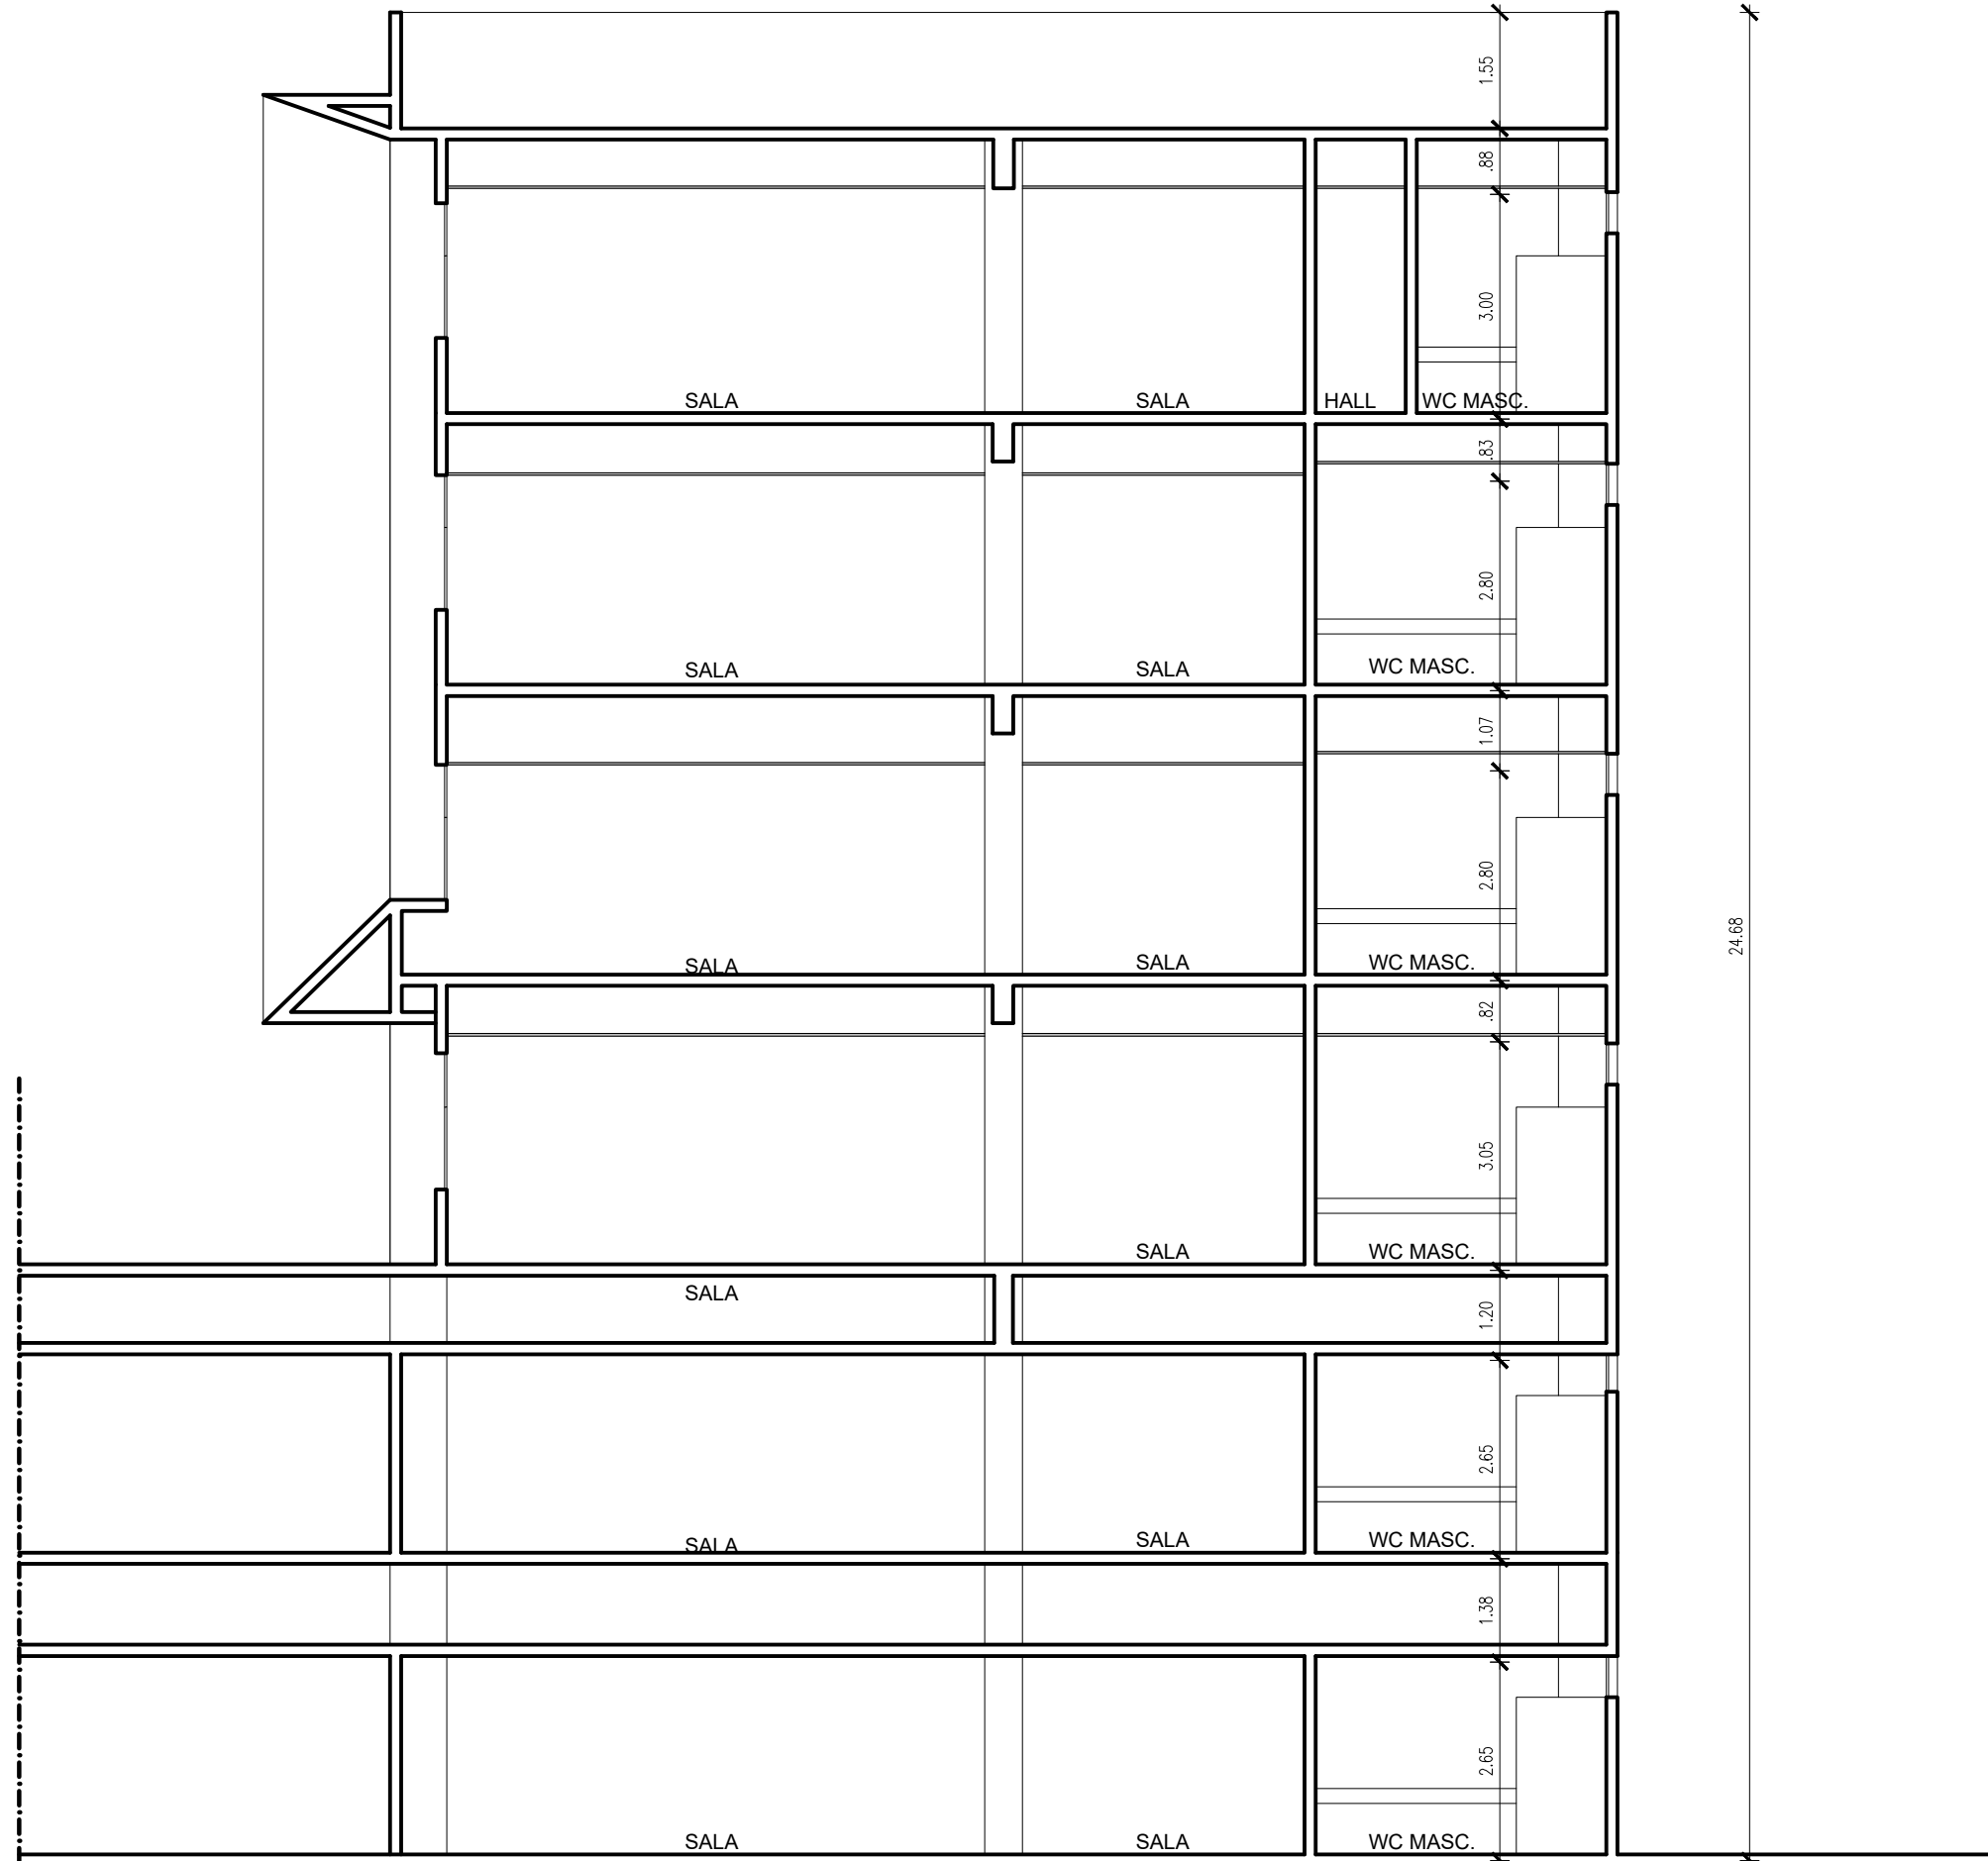 1.55
.88
3.00
SALA SALA HALL WC MASC.
.83
2.80
SALA SALA WC MASC.
1.07
2.80
24.68
SALA SALA WC MASC.
.82
3.05
SALA WC MASC.
SALA
1.20
2.65
SALA SALA WC MASC.
1.38
2.65
SALA SALA WC MASC.